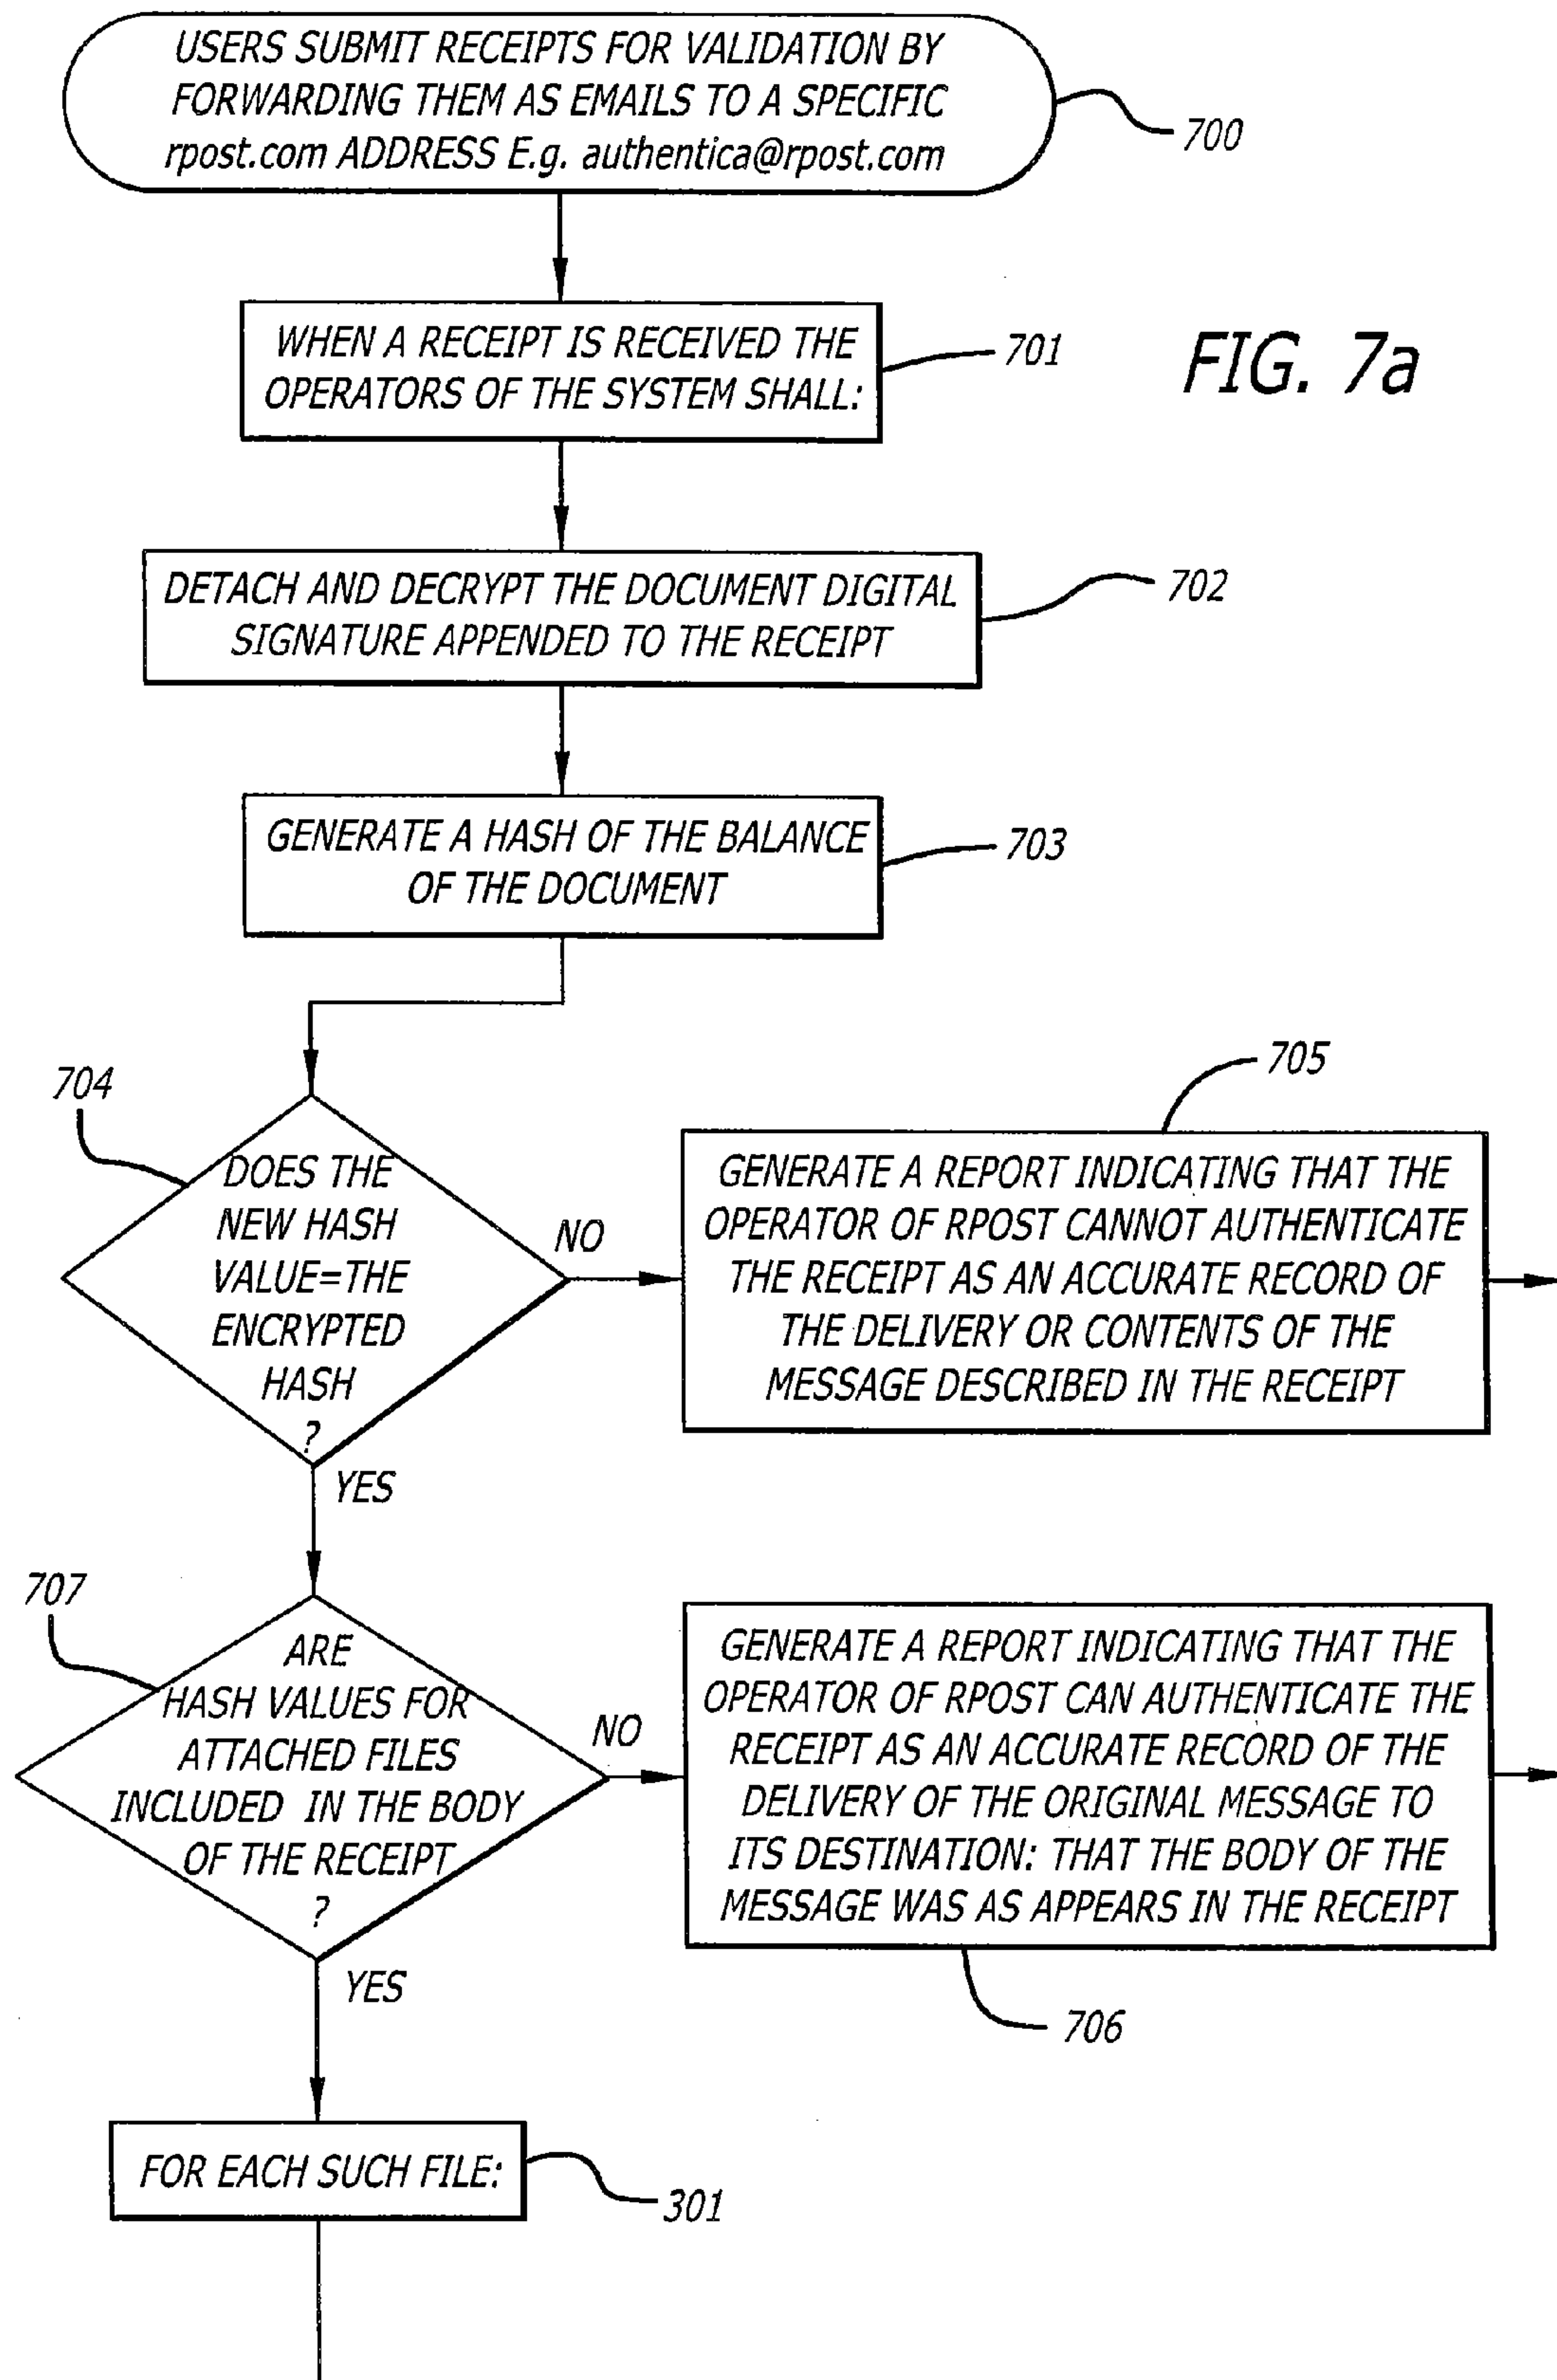 USERS SUBMIT RECEIPTS FOR VALIDATION BY
FORWARDING THEM AS EMAILS TO A SPECIFIC
rpost.com ADDRESS E.g. authentica@rpost.com
700
WHEN A RECEIPT IS RECEIVED THE
OPERATORS OF THE SYSTEM SHALL:
701
FIG. 7a
DETACH AND DECRYPT THE DOCUMENT DIGITAL
SIGNATURE APPENDED TO THE RECEIPT
702
GENERATE A HASH OF THE BALANCE
OF THE DOCUMENT
703
704
DOES THE
NEW HASH
VALUE=THE
ENCRYPTED
HASH
?
NO
YES
705
GENERATE A REPORT INDICATING THAT THE
OPERATOR OF RPOST CANNOT AUTHENTICATE
THE RECEIPT AS AN ACCURATE RECORD OF
THE DELIVERY OR CONTENTS OF THE
MESSAGE DESCRIBED IN THE RECEIPT
707
ARE
HASH VALUES FOR
ATTACHED FILES
INCLUDED IN THE BODY
OF THE RECEIPT
?
NO
YES
GENERATE A REPORT INDICATING THAT THE
OPERATOR OF RPOST CAN AUTHENTICATE THE
RECEIPT AS AN ACCURATE RECORD OF THE
DELIVERY OF THE ORIGINAL MESSAGE TO
ITS DESTINATION: THAT THE BODY OF THE
MESSAGE WAS AS APPEARS IN THE RECEIPT
706
FOR EACH SUCH FILE:
301